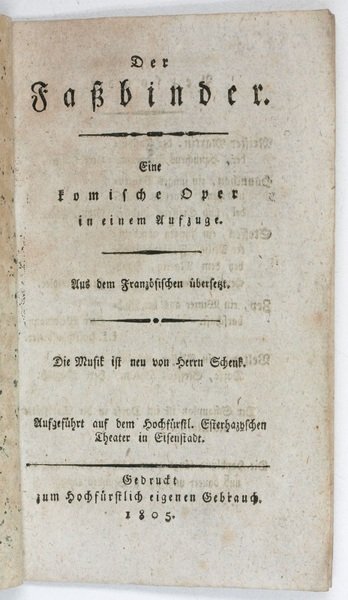 Der
Faßbinder.
Eine
komische Oper
in einem Aufzuge.
Aus dem Französischen übersetzt.
Die Musik ist neu von Herrn Schenk.
Aufgeführt auf dem Hochfürstl. Esterhazyschen
Theater in Eisenstadt.
Gedruckt
zum Hochfürstlich eigenen Gebrauch.
1805.